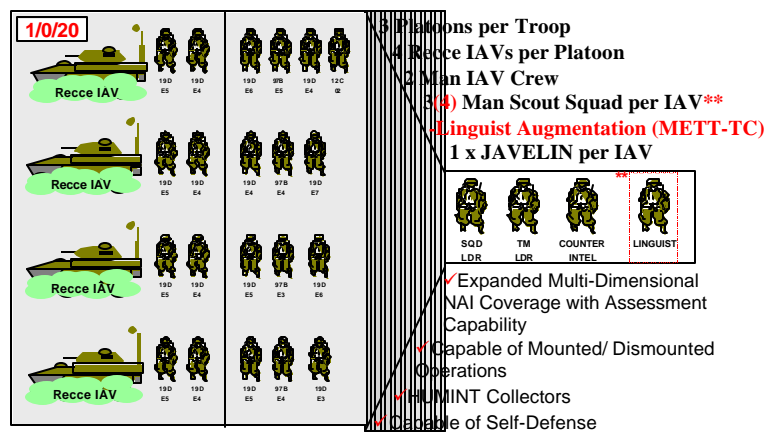 1/0/20
3 Platoons per Troop
4 Recce IAVs per Platoon
2 Man IAV Crew
3(4) Man Scout Squad per IAV**
-Linguist Augmentation (METT-TC)
1 x JAVELIN per IAV
Recce IAV
19D 19D 19D 97B 19D 12C
E5 E4 E6 E5 E4 02
Recce IAV
19D 19D 19D 97B 19D
E5 E4 E4 E4 E7
Recce IAV
19D 19D 19D 97B 19D
E5 E4 E5 E3 E6
Recce IAV
19D 19D 19D 97B 19D
E5 E4 E5 E4 E3
**
SQD TM COUNTER LINGUIST
LDR LDR INTEL
✓Expanded Multi-Dimensional
NAI Coverage with Assessment
Capability
✓Capable of Mounted/ Dismounted
Operations
✓HUMINT Collectors
✓Capable of Self-Defense